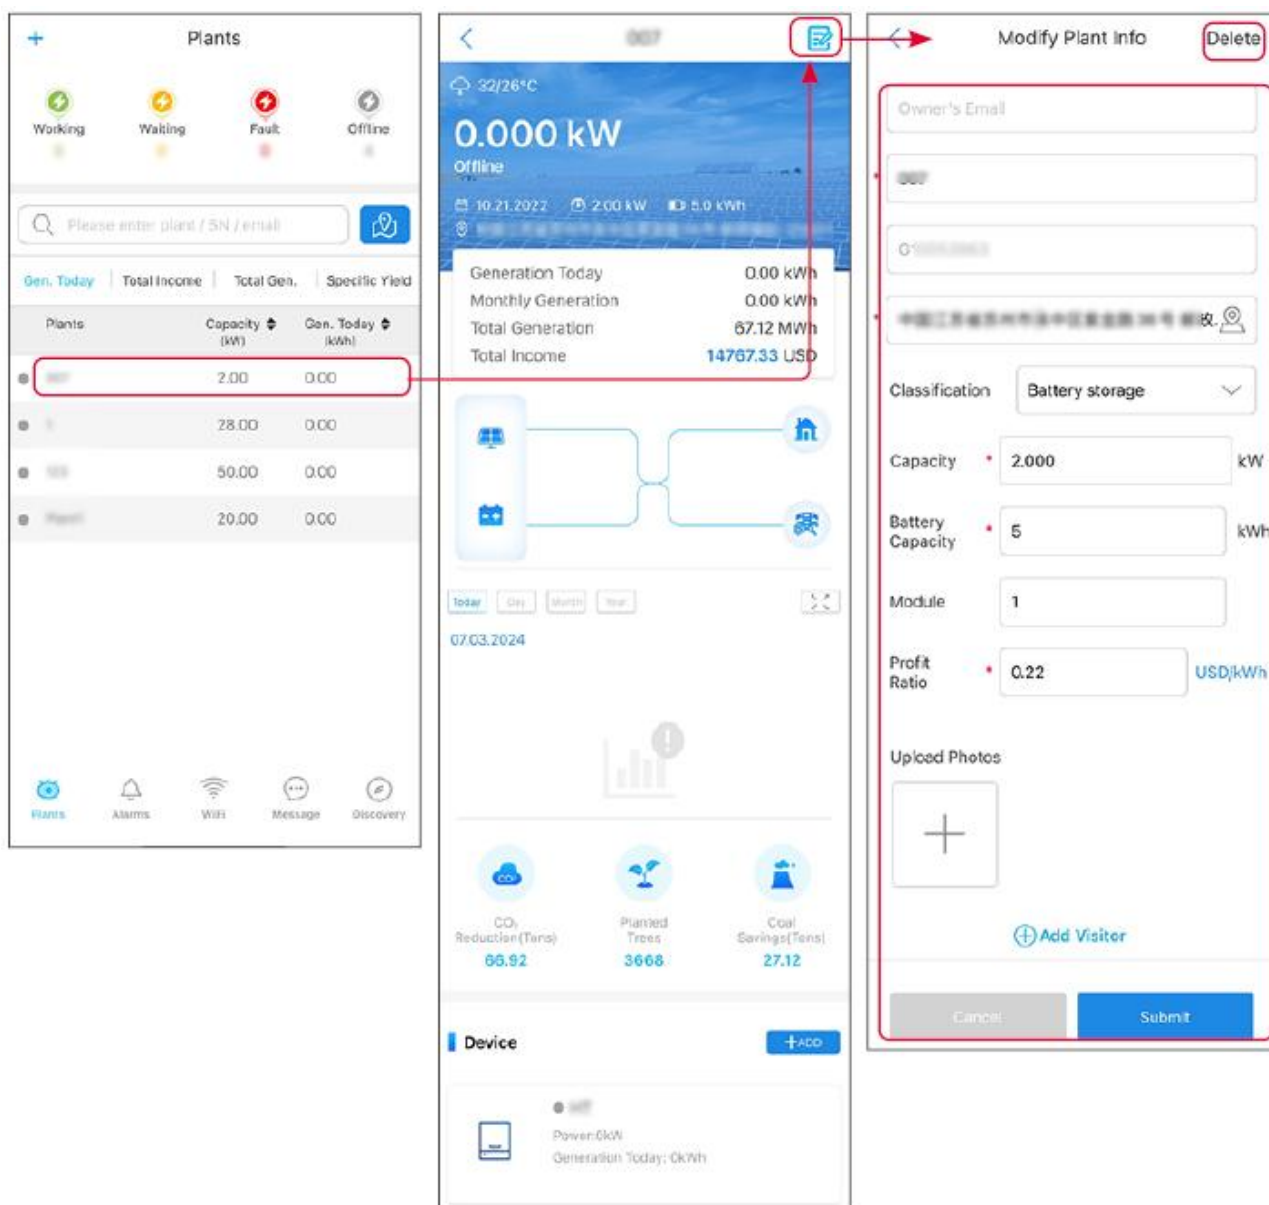 Plants
Working
Waiting
Fault
Offline
Please enter plant / SN / email
Gen. Today
Total Income
Total Gen.
Specific Yield
Plants
Capacity
(kW)
Gen. Today
(kWh)
2.00
0.00
28.00
0.00
50.00
0.00
20.00
0.00
Plants
Alarms
WiFi
Message
Discovery
007
32/26°C
0.000 kW
Offline
10.21.2022
2.00 kW
5.0 kWh
Generation Today 0.00 kWh
Monthly Generation 0.00 kWh
Total Generation 67.12 MWh
Total Income 14767.33 USD
Today
Day
Month
Year
07.03.2024
CO₂
Reduction(Tons)
66.92
Planted
Trees
3668
Coal
Savings(Tons)
27.12
Device
+ADD
Power:0kW
Generation Today: 0kWh
Modify Plant Info
Delete
Owner's Email
* 007
*
Classification
Battery storage
Capacity * 2.000 kW
Battery
Capacity
* 5 kWh
Module 1
Profit
Ratio
* 0.22 USD/kWh
Upload Photos
Add Visitor
Cancel
Submit